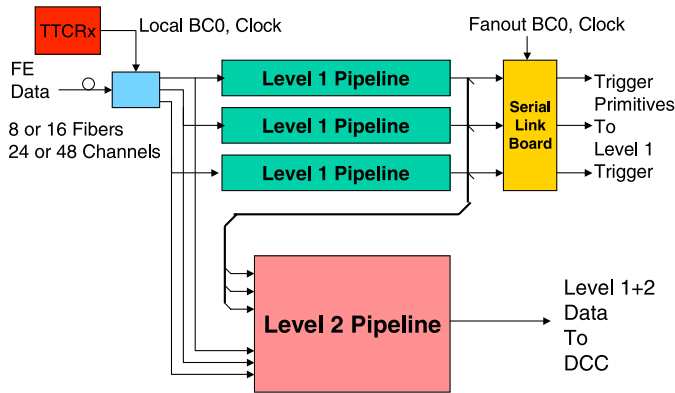 TTCRx
Local BC0, Clock
Fanout BC0, Clock
FE
Data
8 or 16 Fibers
24 or 48 Channels
Level 1 Pipeline
Level 1 Pipeline
Level 1 Pipeline
Serial
Link
Board
Trigger
Primitives
To
Level 1
Trigger
Level 2 Pipeline
Level 1+2
Data
To
DCC